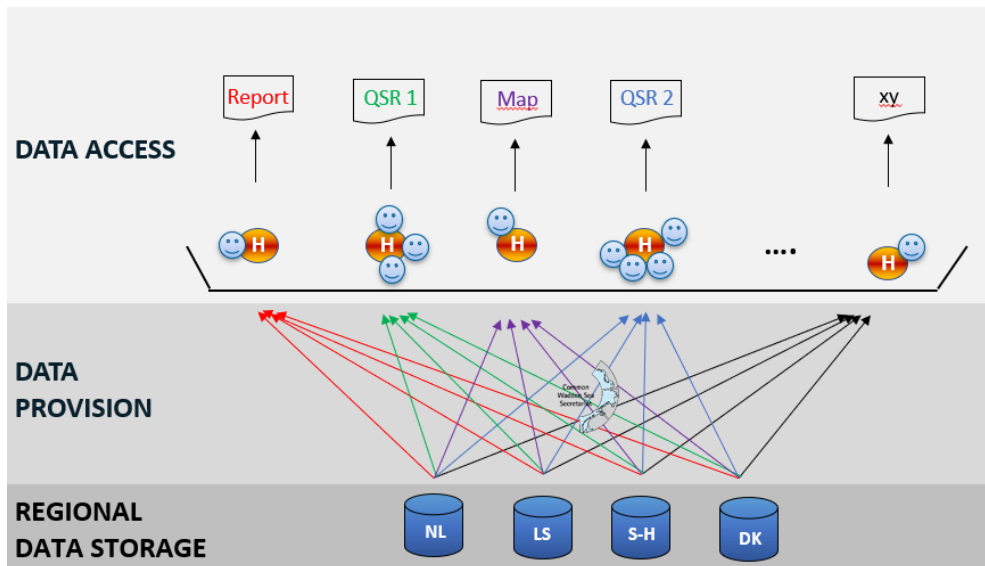 Report
QSR 1
Map
QSR 2
xy
DATA ACCESS
H
H
H
H
H
....
DATA
PROVISION
Common
Wadden Sea
Secretariat
REGIONAL
DATA STORAGE
NL
LS
S-H
DK